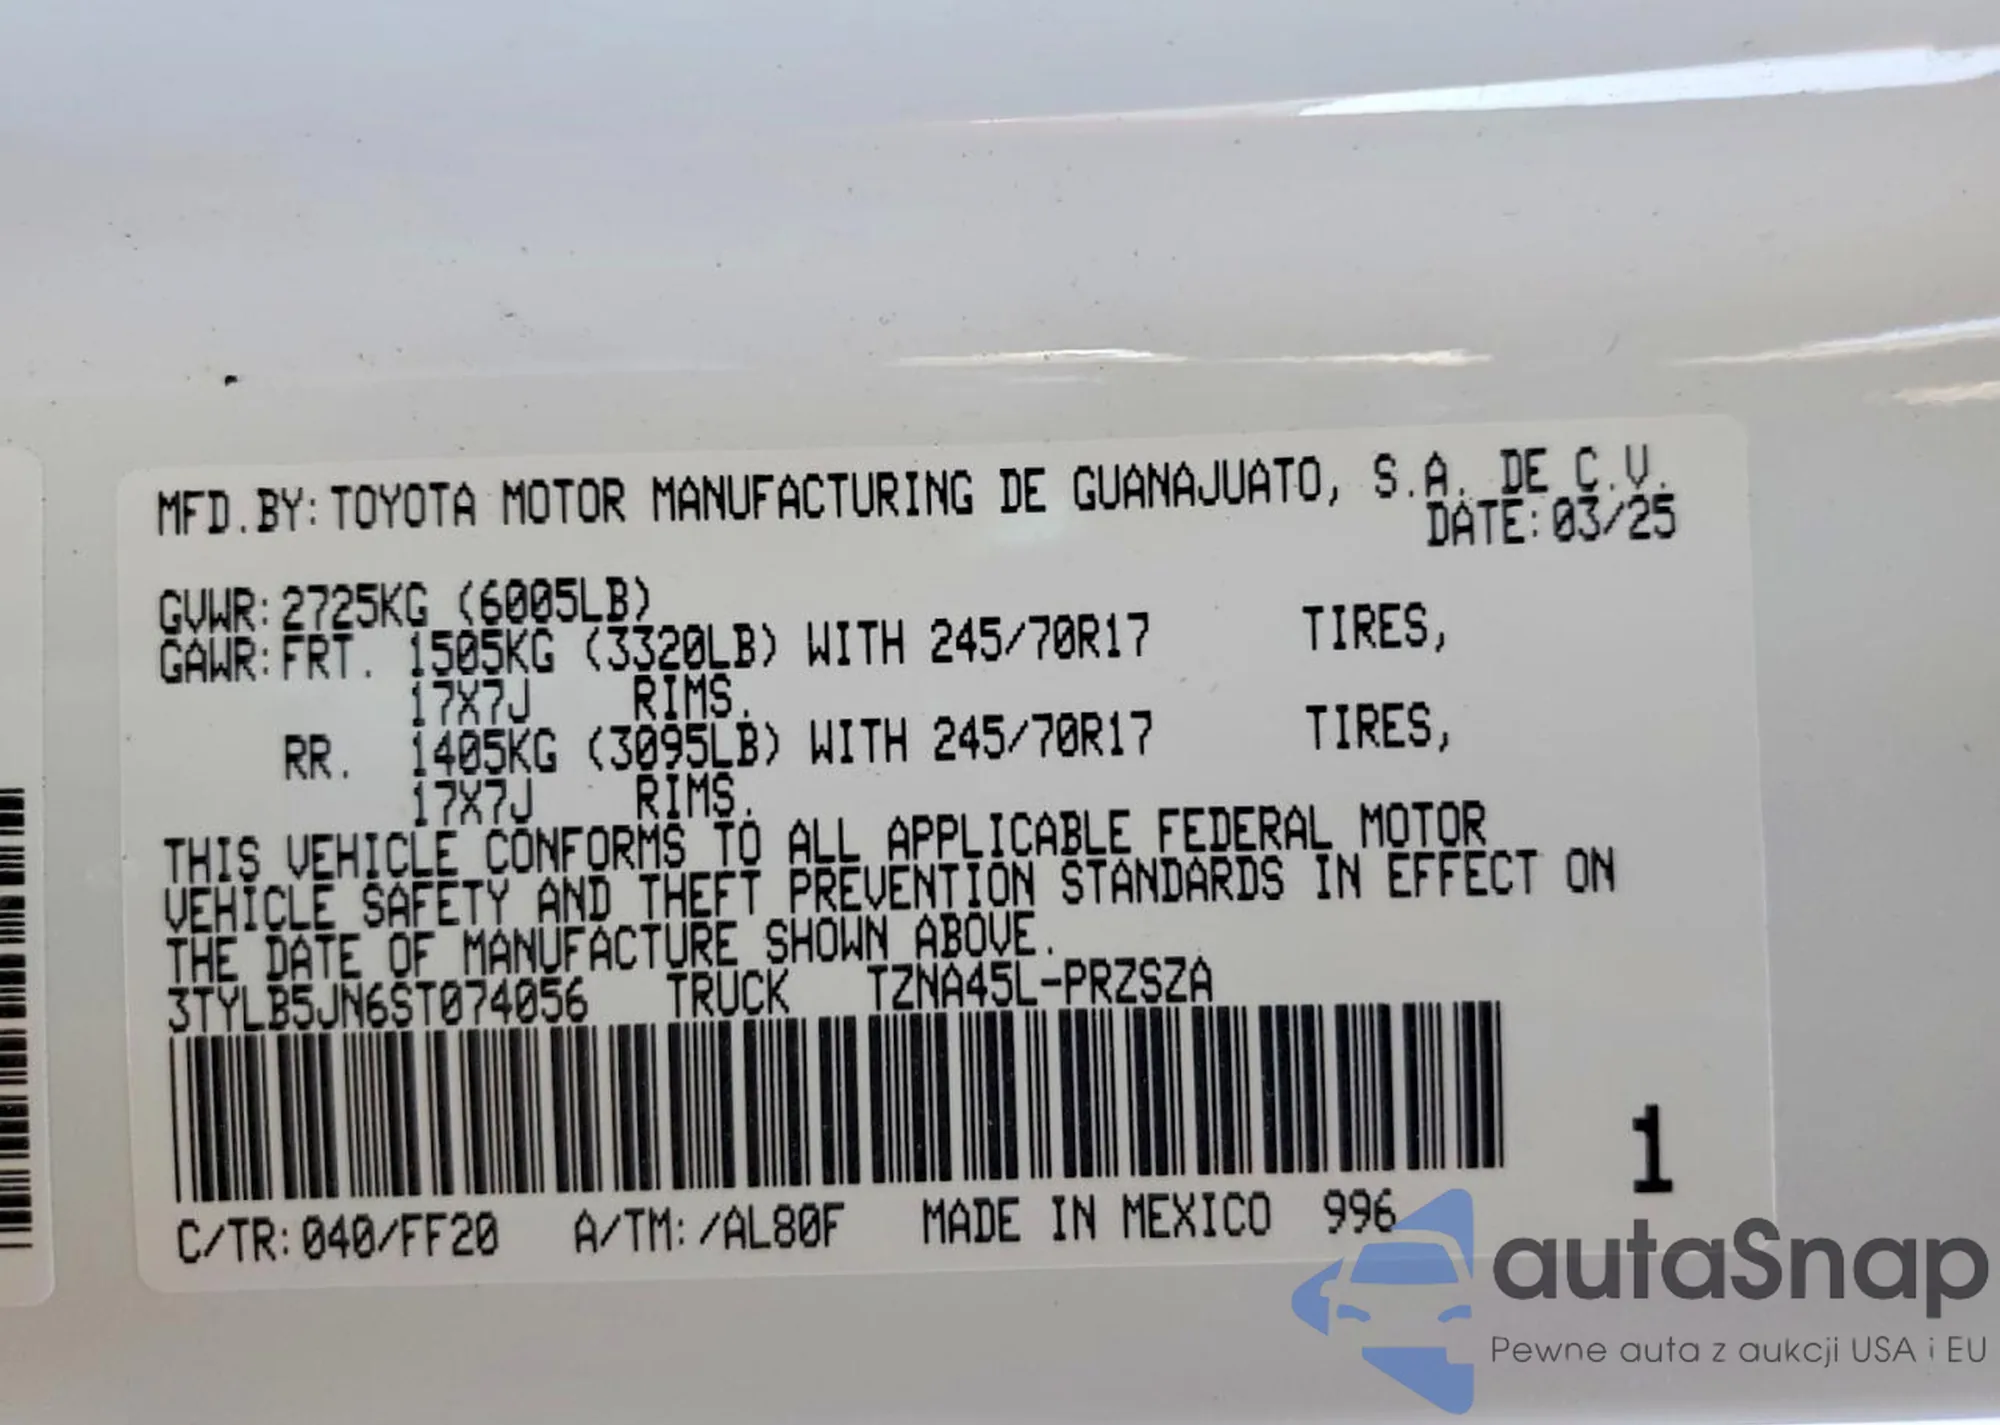 MFD.BY:TOYOTA MOTOR MANUFACTURING DE GUANAJUATO, S.A. DE C.V.
DATE:03/25
GVWR:2725KG (6005LB)
GAWR:FRT. 1505KG (3320LB) WITH 245/70R17 TIRES,
17X7J RIMS.
RR. 1405KG (3095LB) WITH 245/70R17 TIRES,
17X7J RIMS.
THIS VEHICLE CONFORMS TO ALL APPLICABLE FEDERAL MOTOR
VEHICLE SAFETY AND THEFT PREVENTION STANDARDS IN EFFECT ON
THE DATE OF MANUFACTURE SHOWN ABOVE.
3TYLB5JN6ST074056 TRUCK TZNA45L-PRZSZA
1
C/TR:040/FF20 A/TM:/AL80F MADE IN MEXICO 996
autaSnap
Pewne auta z aukcji USA i EU